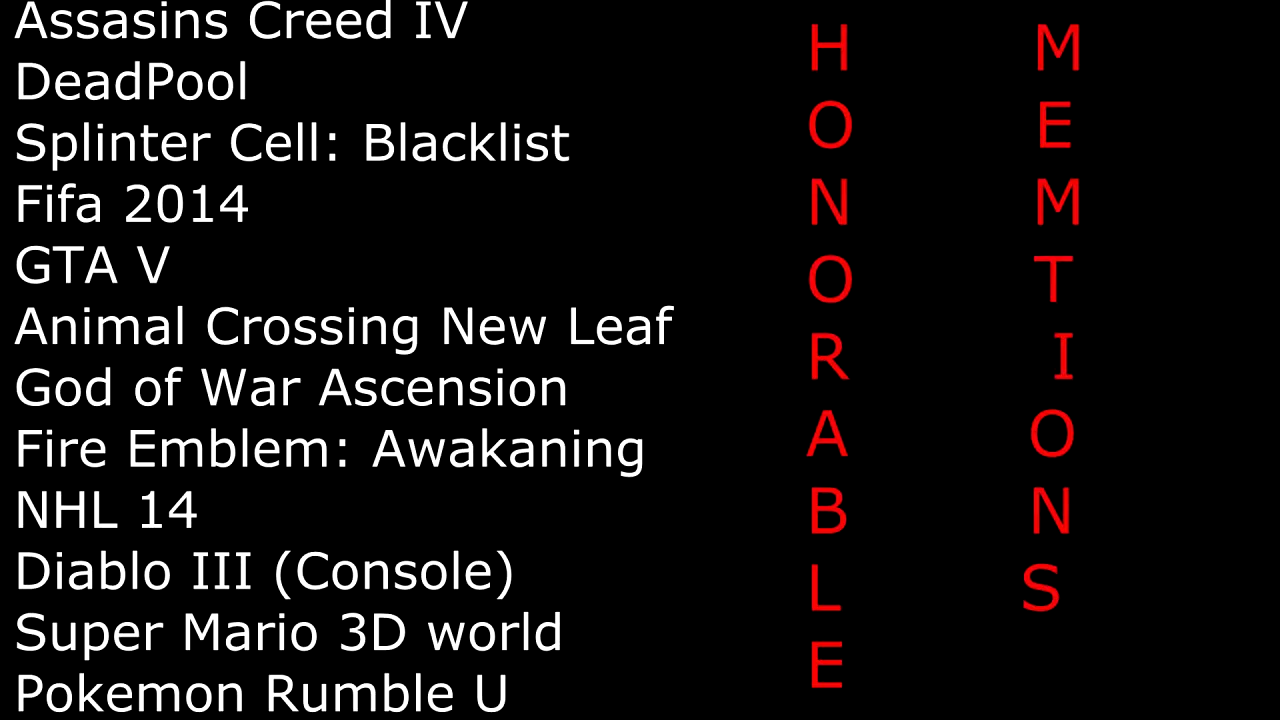 Assasins Creed IV
DeadPool
Splinter Cell: Blacklist
Fifa 2014
GTA V
Animal Crossing New Leaf
God of War Ascension
Fire Emblem: Awakaning
NHL 14
Diablo III (Console)
Super Mario 3D world
Pokemon Rumble U
HONORABLE
MEMTIONS